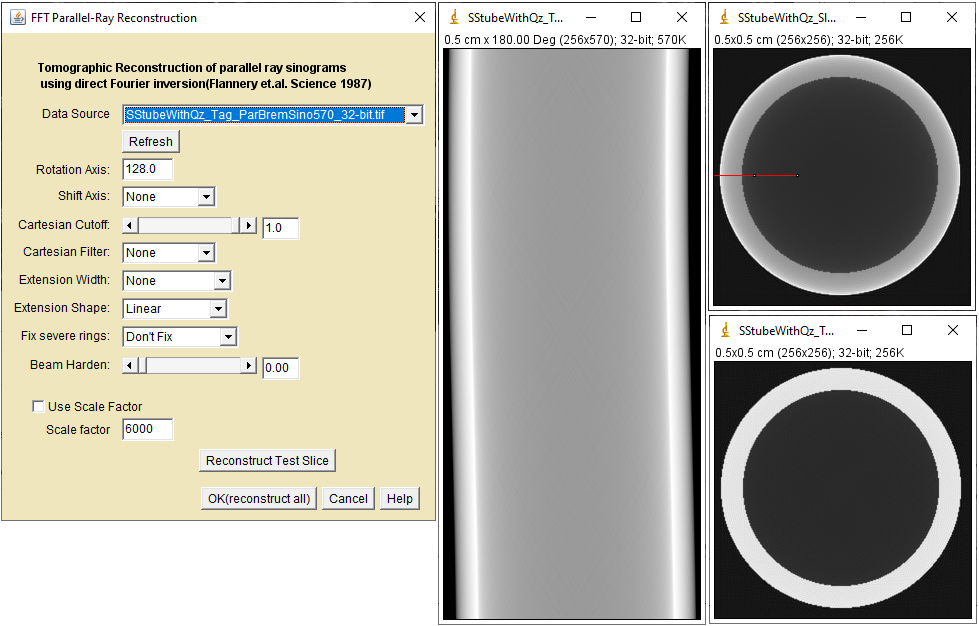 FFT Parallel-Ray Reconstruction
Tomographic Reconstruction of parallel ray sinograms
using direct Fourier inversion(Flannery et.al. Science 1987)
Data Source SStubeWithQz_Tag_ParBremSino570_32-bit.tif
Refresh
Rotation Axis: 128.0
Shift Axis: None
Cartesian Cutoff: 1.0
Cartesian Filter: None
Extension Width: None
Extension Shape: Linear
Fix severe rings: Don't Fix
Beam Harden: 0.00
Use Scale Factor
Scale factor 6000
Reconstruct Test Slice
OK(reconstruct all) Cancel Help
SStubeWithQz_T...
0.5 cm x 180.00 Deg (256x570); 32-bit; 570K
SStubeWithQz_Sl...
0.5x0.5 cm (256x256); 32-bit; 256K
SStubeWithQz_T...
0.5x0.5 cm (256x256); 32-bit; 256K